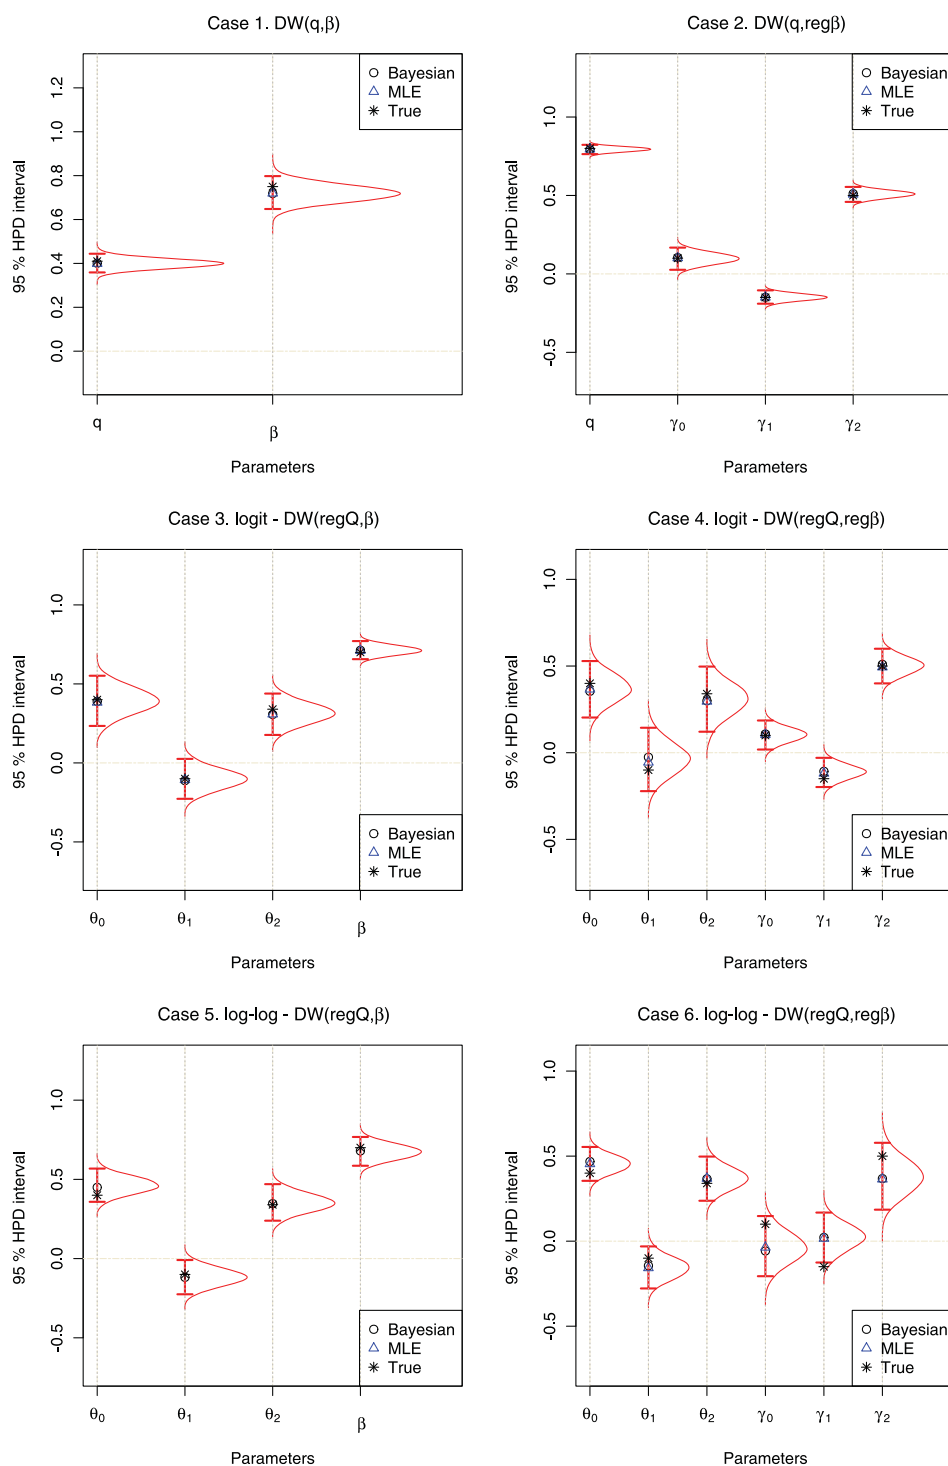 Case 1. DW(q,β)
95 % HPD interval
0.0 0.2 0.4 0.6 0.8 1.0 1.2
Bayesian
MLE
True
q β
Parameters
Case 2. DW(q,regβ)
95 % HPD interval
-0.5 0.0 0.5 1.0
Bayesian
MLE
True
q γ0 γ1 γ2
Parameters
Case 3. logit - DW(regQ,β)
95 % HPD interval
-0.5 0.0 0.5 1.0
Bayesian
MLE
True
θ0 θ1 θ2 β
Parameters
Case 4. logit - DW(regQ,regβ)
95 % HPD interval
-0.5 0.0 0.5 1.0
Bayesian
MLE
True
θ0 θ1 θ2 γ0 γ1 γ2
Parameters
Case 5. log-log - DW(regQ,β)
95 % HPD interval
-0.5 0.0 0.5 1.0
Bayesian
MLE
True
θ0 θ1 θ2 β
Parameters
Case 6. log-log - DW(regQ,regβ)
95 % HPD interval
-0.5 0.0 0.5 1.0
Bayesian
MLE
True
θ0 θ1 θ2 γ0 γ1 γ2
Parameters